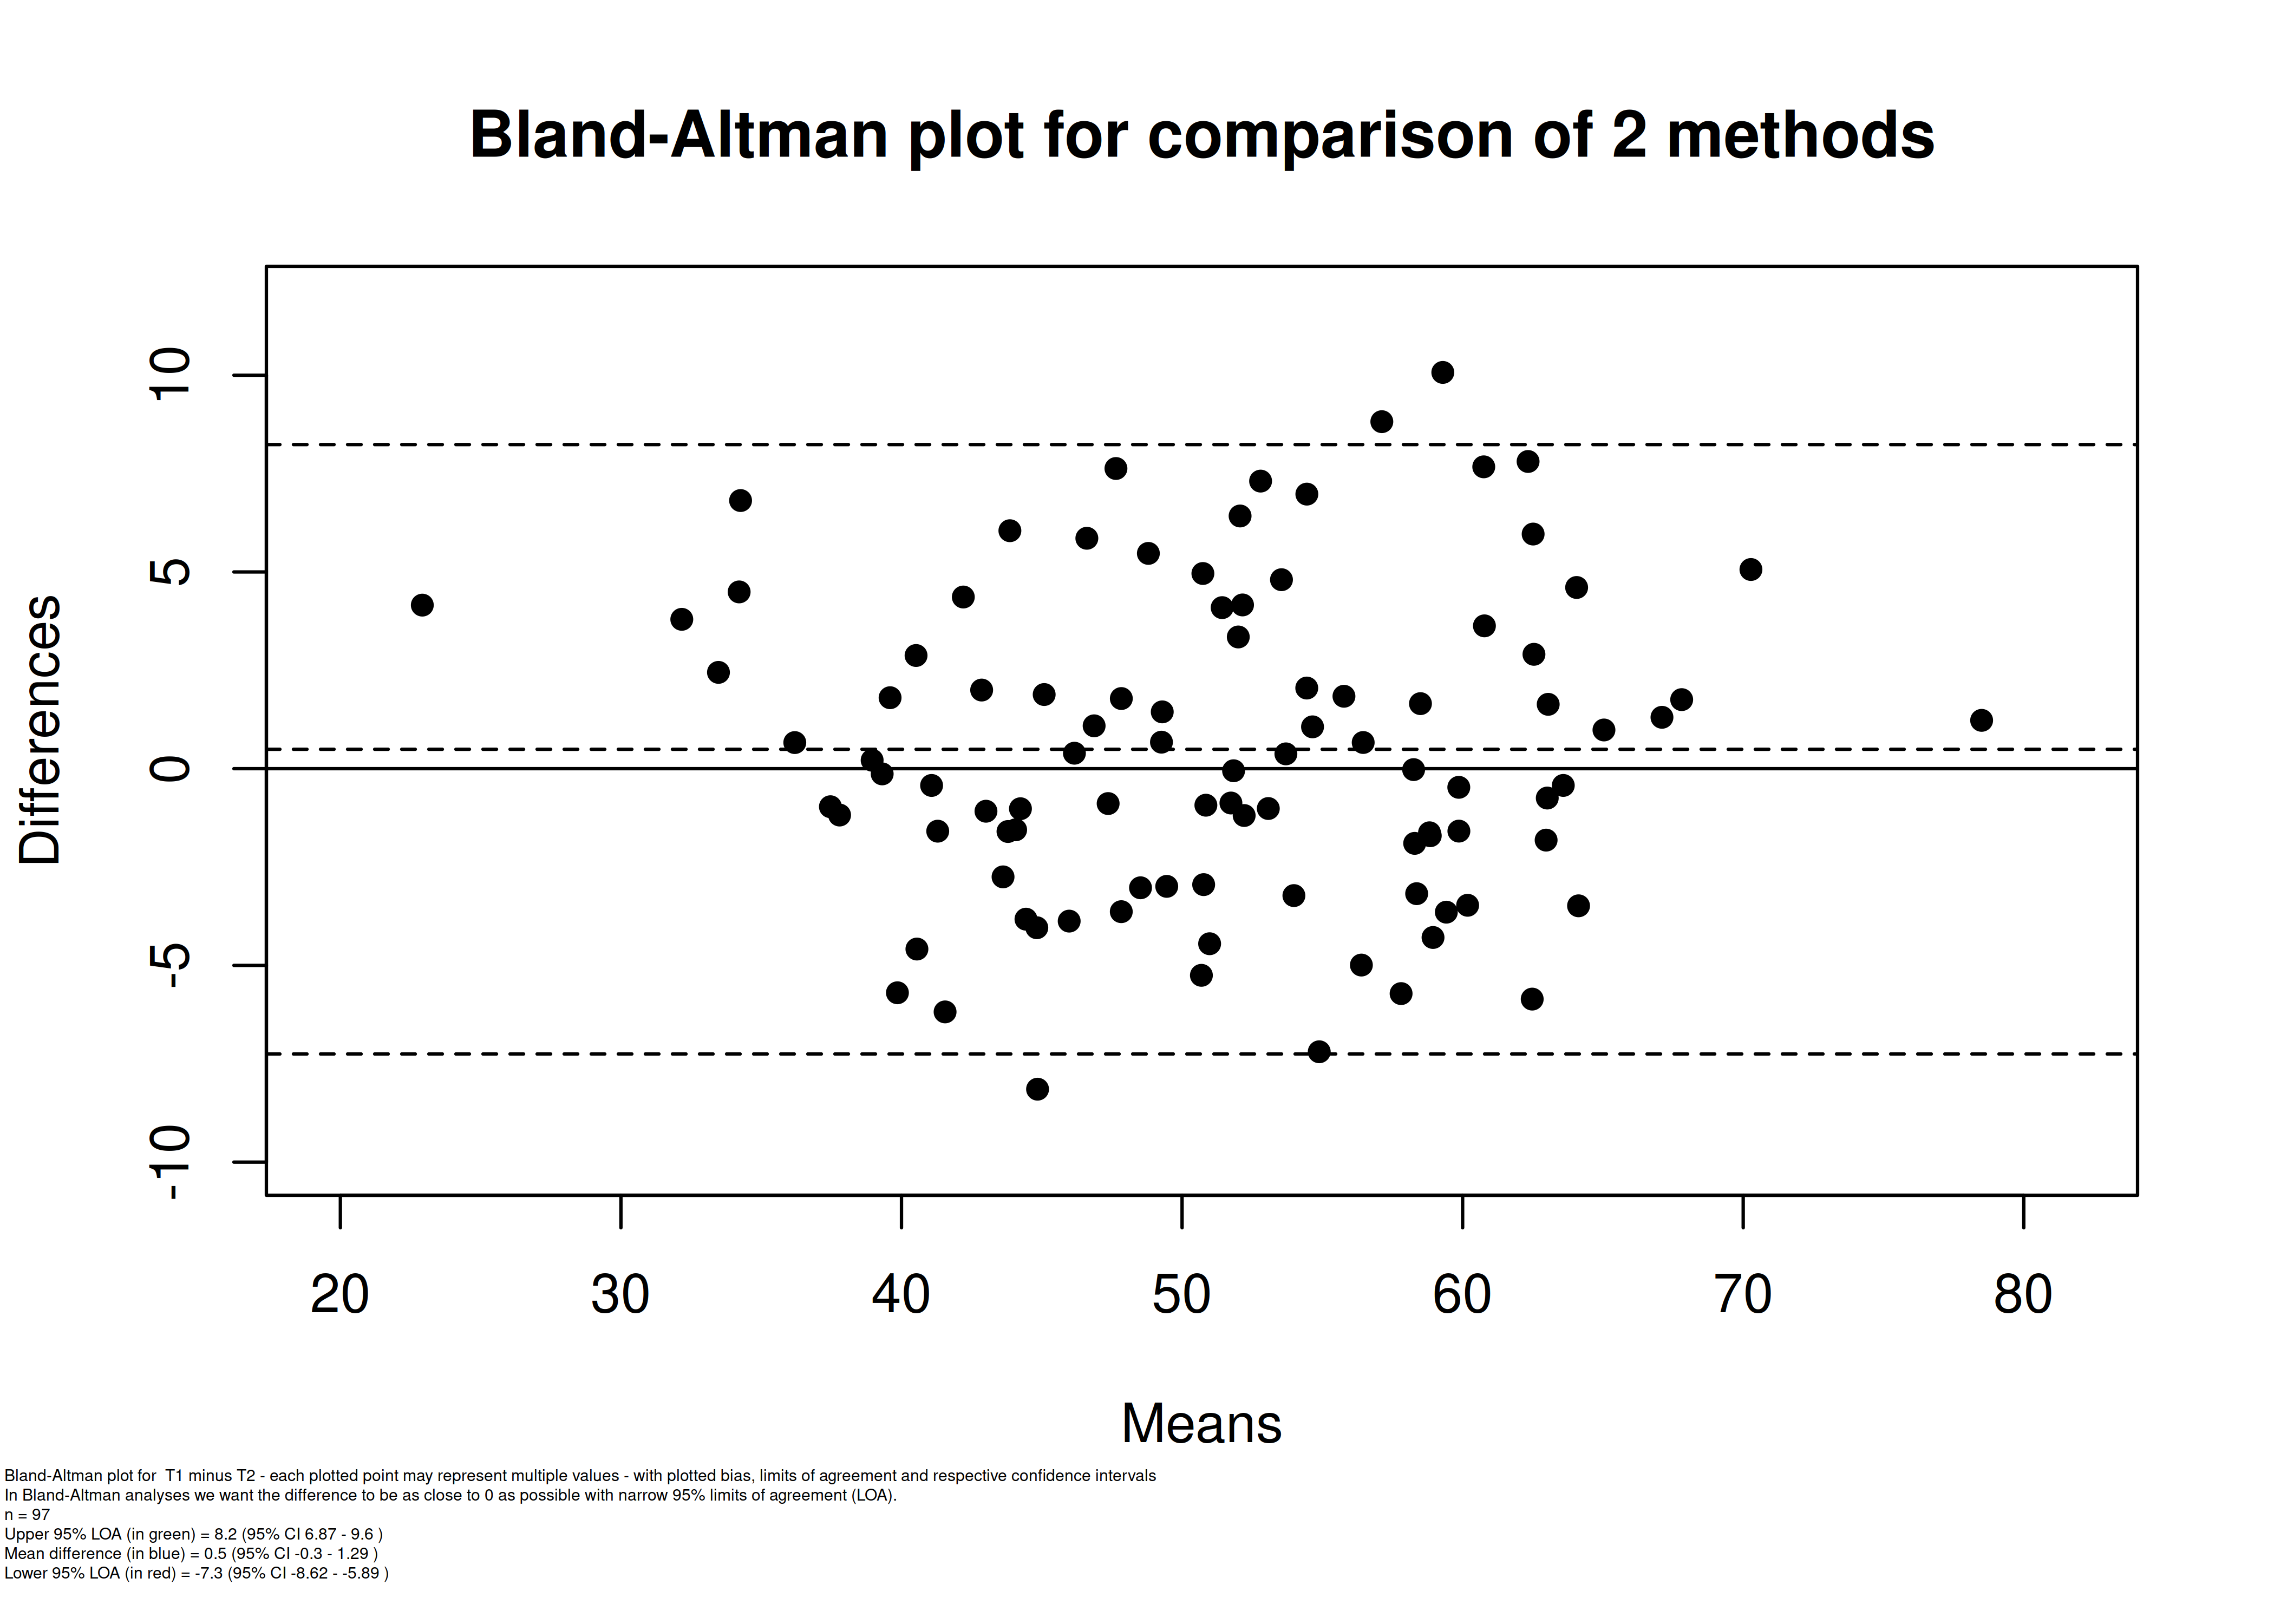 Bland-Altman plot for comparison of 2 methods
10
5
0
-5
-10
Differences
20 30 40 50 60 70 80
Means
Bland-Altman plot for  T1 minus T2 - each plotted point may represent multiple values - with plotted bias, limits of agreement and respective confidence intervals
In Bland-Altman analyses we want the difference to be as close to 0 as possible with narrow 95% limits of agreement (LOA).
n = 97
Upper 95% LOA (in green) = 8.2 (95% CI 6.87 - 9.6 )
Mean difference (in blue) = 0.5 (95% CI -0.3 - 1.29 )
Lower 95% LOA (in red) = -7.3 (95% CI -8.62 - -5.89 )